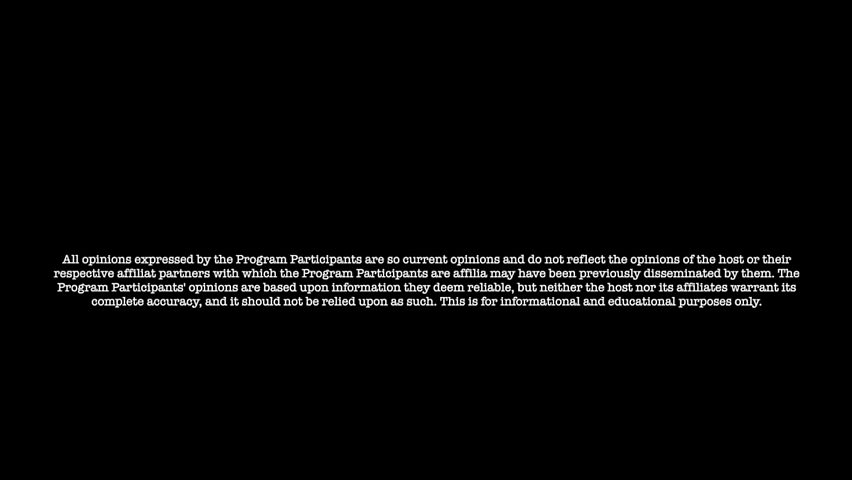 All opinions expressed by the Program Participants are so current opinions and do not reflect the opinions of the host or their
respective affiliat partners with which the Program Participants are affilia may have been previously disseminated by them. The
Program Participants' opinions are based upon information they deem reliable, but neither the host nor its affiliates warrant its
complete accuracy, and it should not be relied upon as such. This is for informational and educational purposes only.